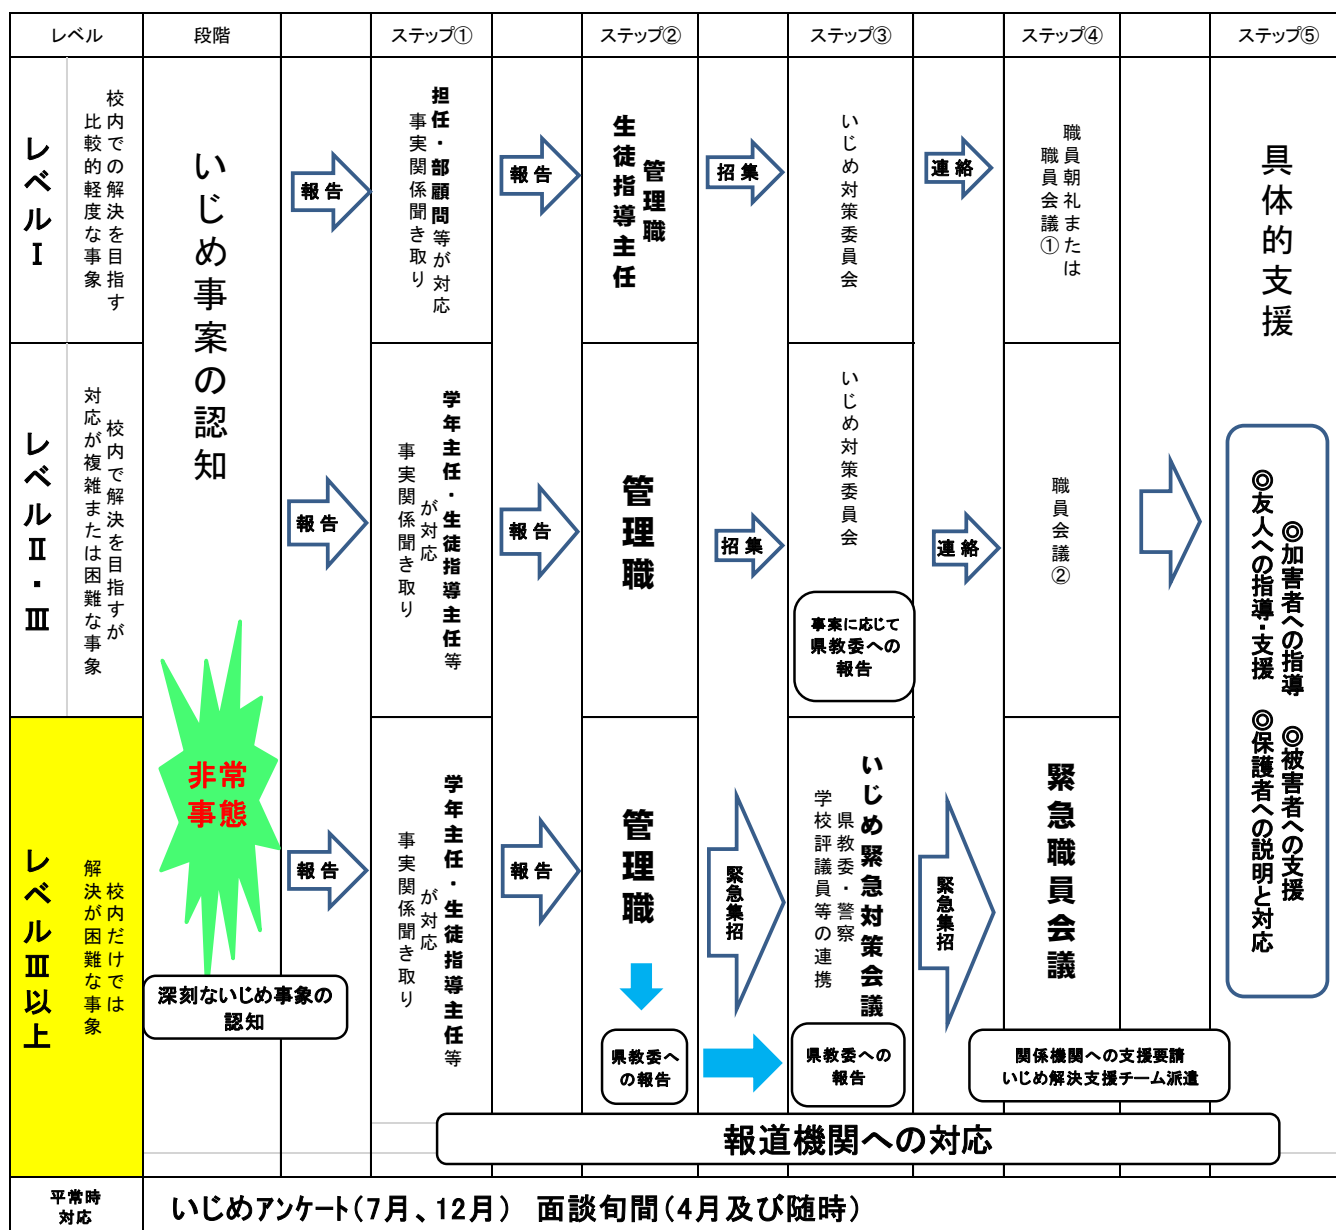 レベル
段階
ステップ①
ステップ②
ステップ③
ステップ④
ステップ⑤
レベルⅠ
校内での解決を目指す
比較的軽度な事象
いじめ事案の認知
報告
担任・部顧問等が対応
事実関係聞き取り
報告
管理職
生徒指導主任
招集
いじめ対策委員会
連絡
職員朝礼または
職員会議①
具体的支援
レベルⅡ・Ⅲ
校内で解決を目指すが
対応が複雑または困難な事象
報告
学年主任・生徒指導主任等
が対応
事実関係聞き取り
報告
管理職
招集
いじめ対策委員会
事案に応じて
県教委への
報告
連絡
職員会議②
◎加害者への指導　◎被害者への支援
◎友人への指導・支援　◎保護者への説明と対応
レベルⅢ以上
校内だけでは
解決が困難な事象
非常
事態
深刻ないじめ事象の
認知
報告
学年主任・生徒指導主任等
が対応
事実関係聞き取り
報告
管理職
県教委へ
の報告
緊急集招
いじめ緊急対策会議
県教委・警察
学校評議員等の連携
県教委への
報告
緊急集招
緊急職員会議
関係機関への支援要請
いじめ解決支援チーム派遣
報道機関への対応
平常時
対応
いじめアンケート(7月、12月)　面談旬間(4月及び随時)